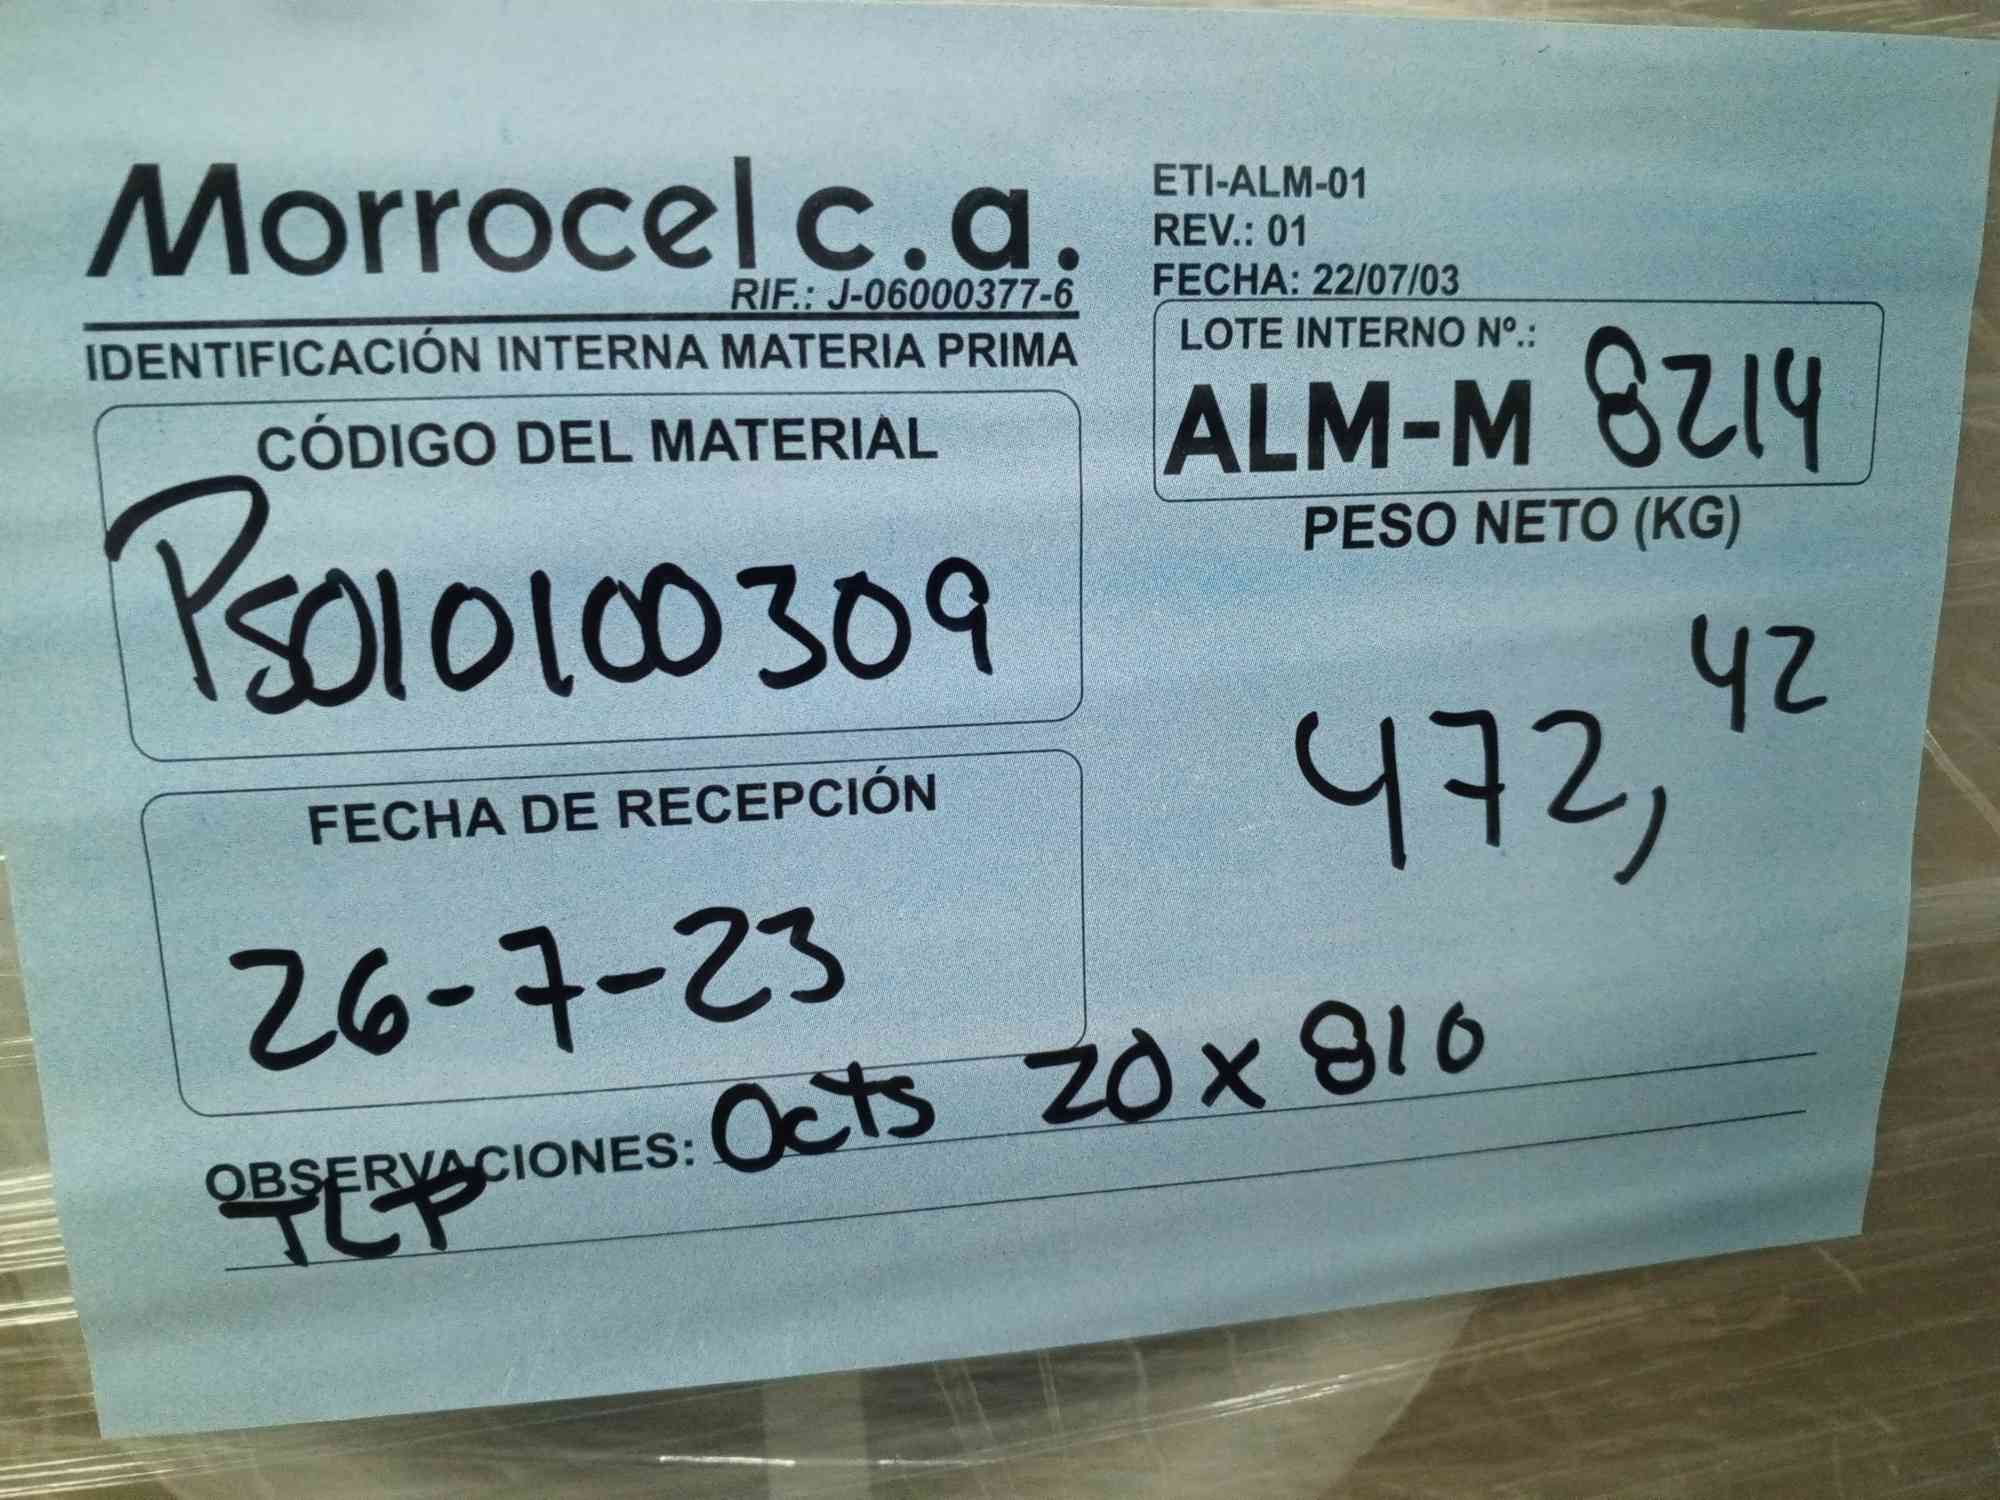 Morrocel c.a.
RIF.: J-06000377-6
IDENTIFICACIÓN INTERNA MATERIA PRIMA
ETI-ALM-01
REV.: 01
FECHA: 22/07/03
LOTE INTERNO Nº.:
ALM-M 8214
CÓDIGO DEL MATERIAL
PS010100309
PESO NETO (KG)
472,42
FECHA DE RECEPCIÓN
26-7-23
OBSERVACIONES: Octs 20 x 810
TLP